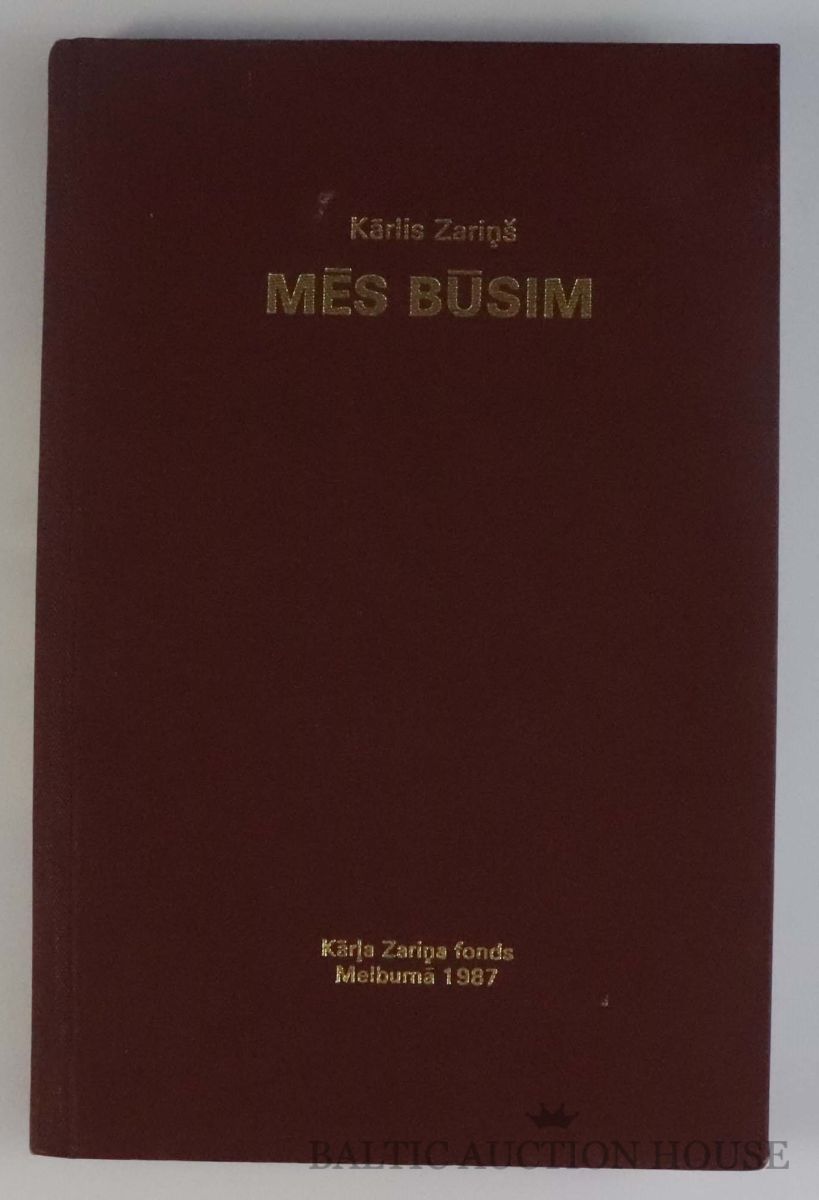 Kārlis Zariņš
MĒS BŪSIM
Kārļa Zariņa fonds
Melburnā 1987
BALTIC AUCTION HOUSE